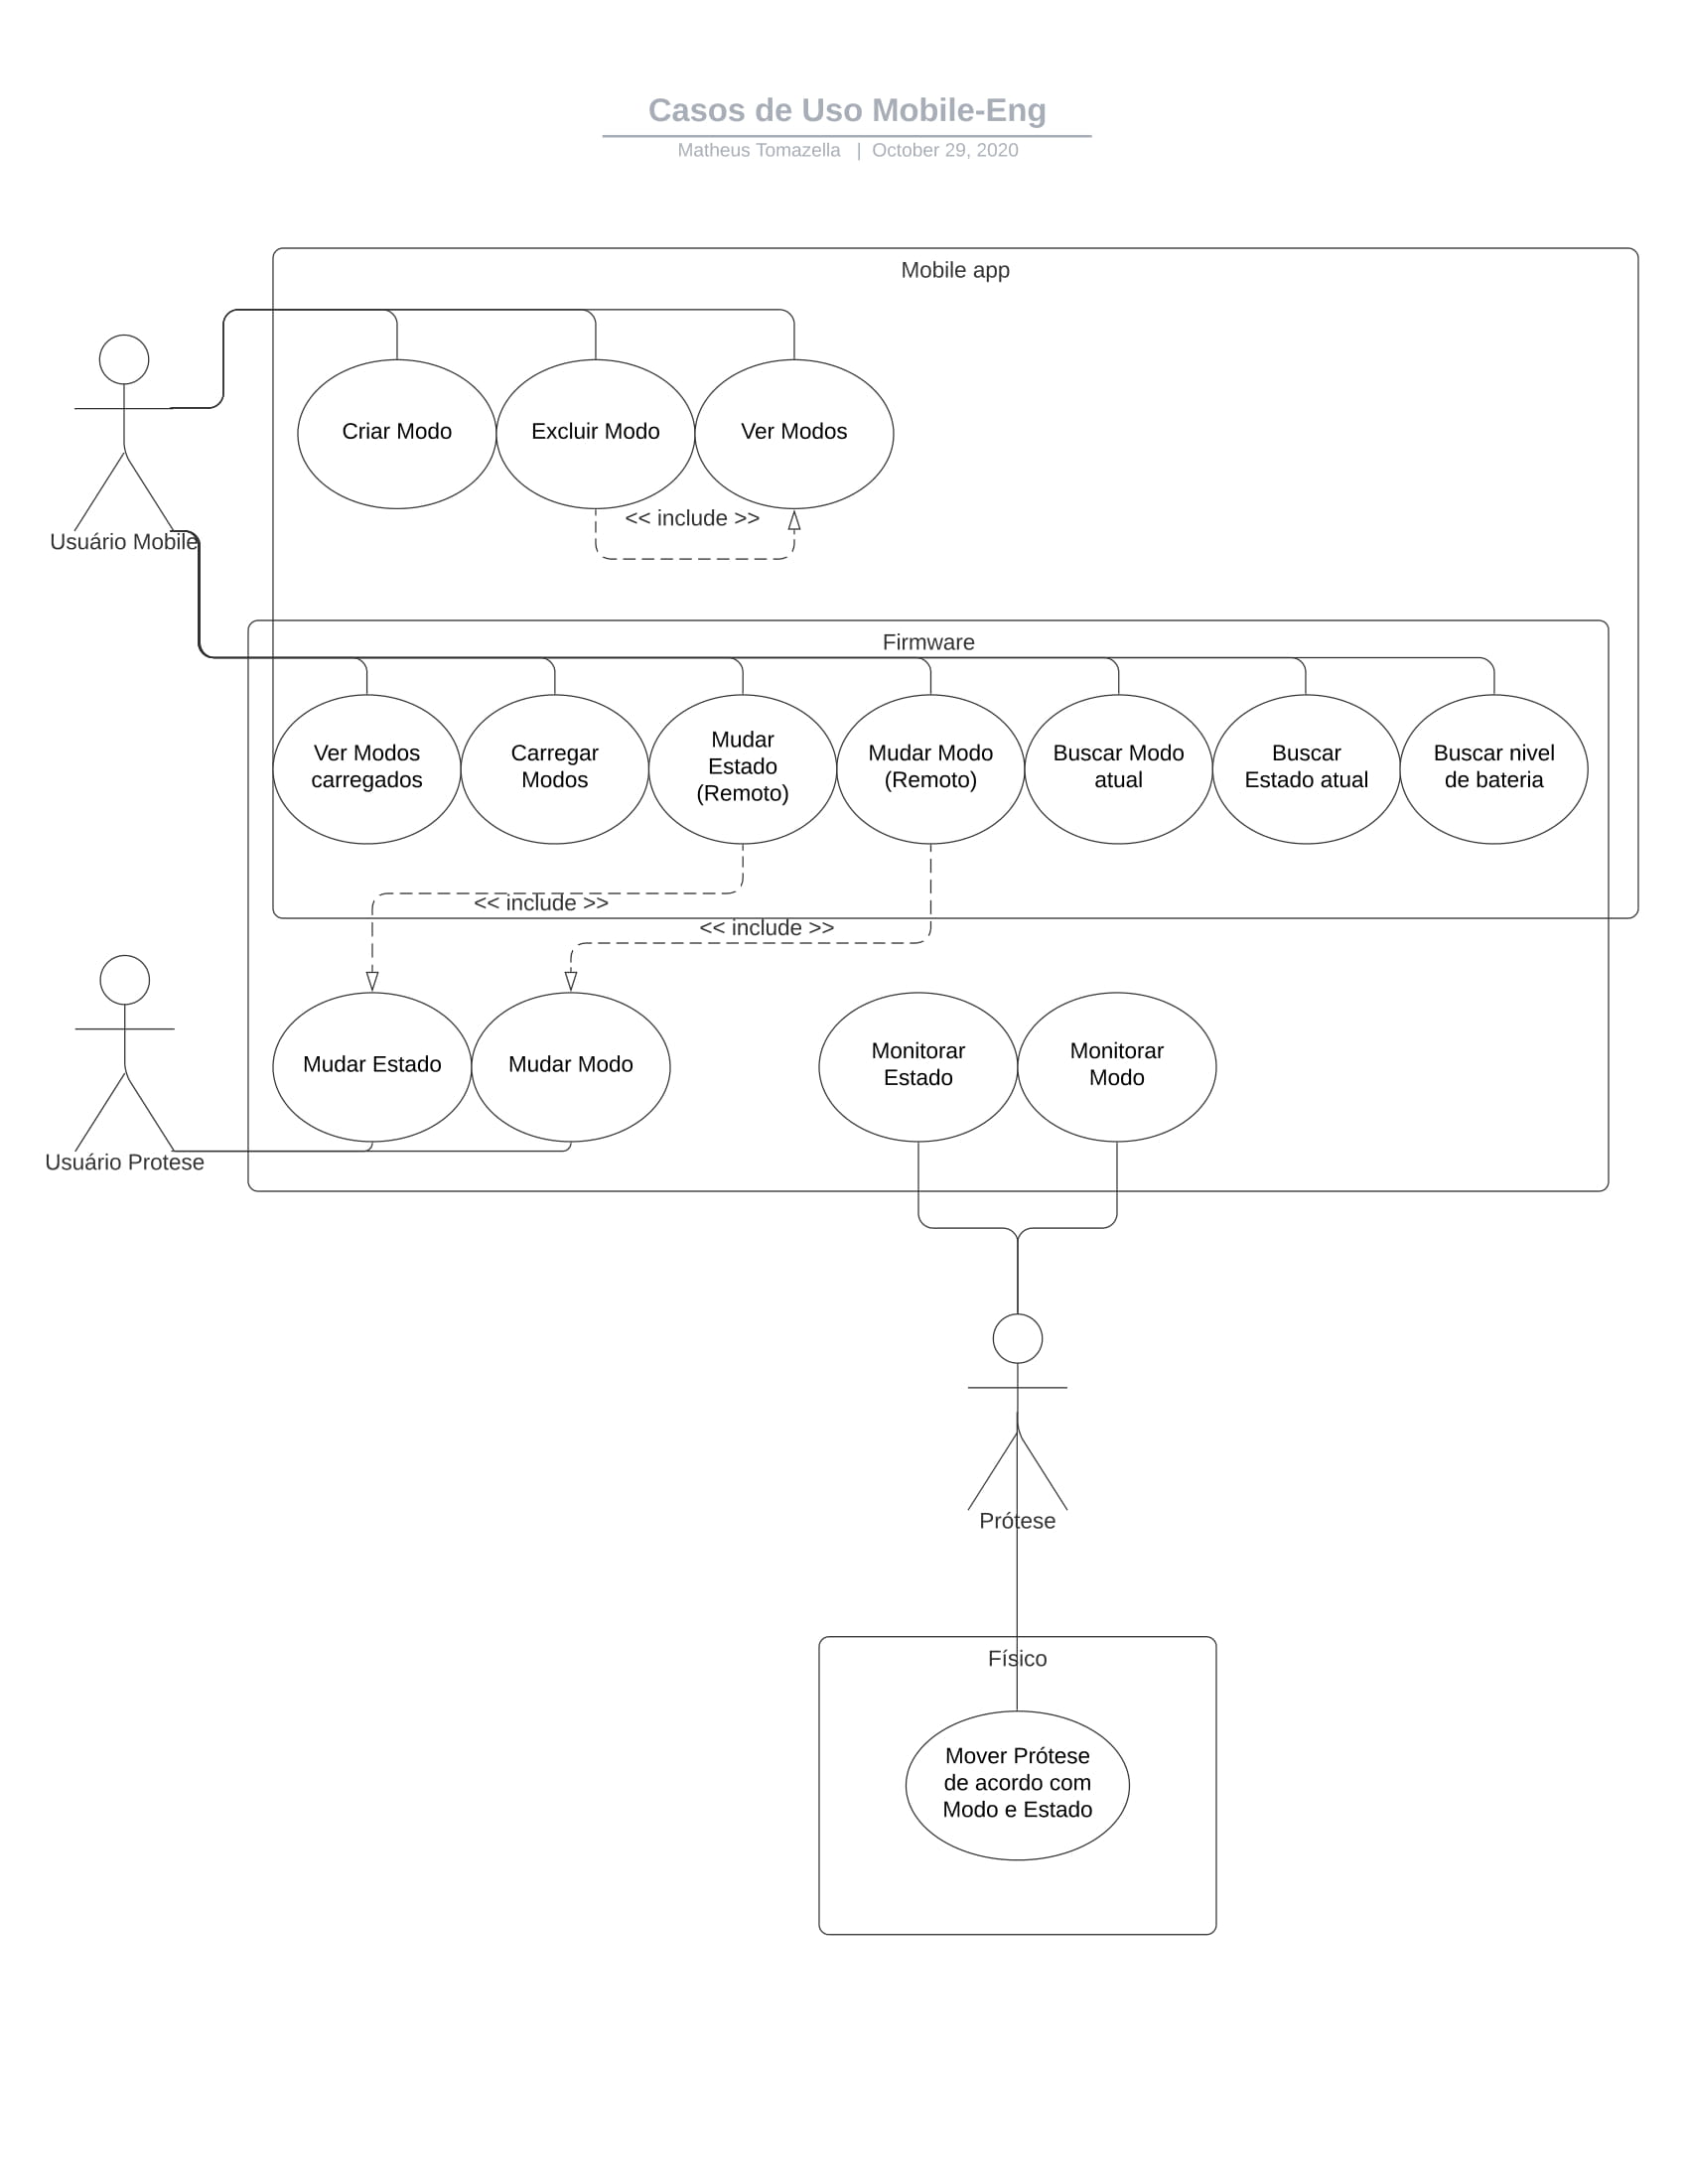 Casos de Uso Mobile-Eng
Matheus Tomazella | October 29, 2020
Mobile app
Criar Modo
Excluir Modo
Ver Modos
<< include >>
Usuário Mobile
Firmware
Ver Modos
carregados
Carregar
Modos
Mudar
Estado
(Remoto)
Mudar Modo
(Remoto)
Buscar Modo
atual
Buscar
Estado atual
Buscar nivel
de bateria
<< include >>
<< include >>
Mudar Estado
Mudar Modo
Monitorar
Estado
Monitorar
Modo
Usuário Protese
Prótese
Físico
Mover Prótese
de acordo com
Modo e Estado